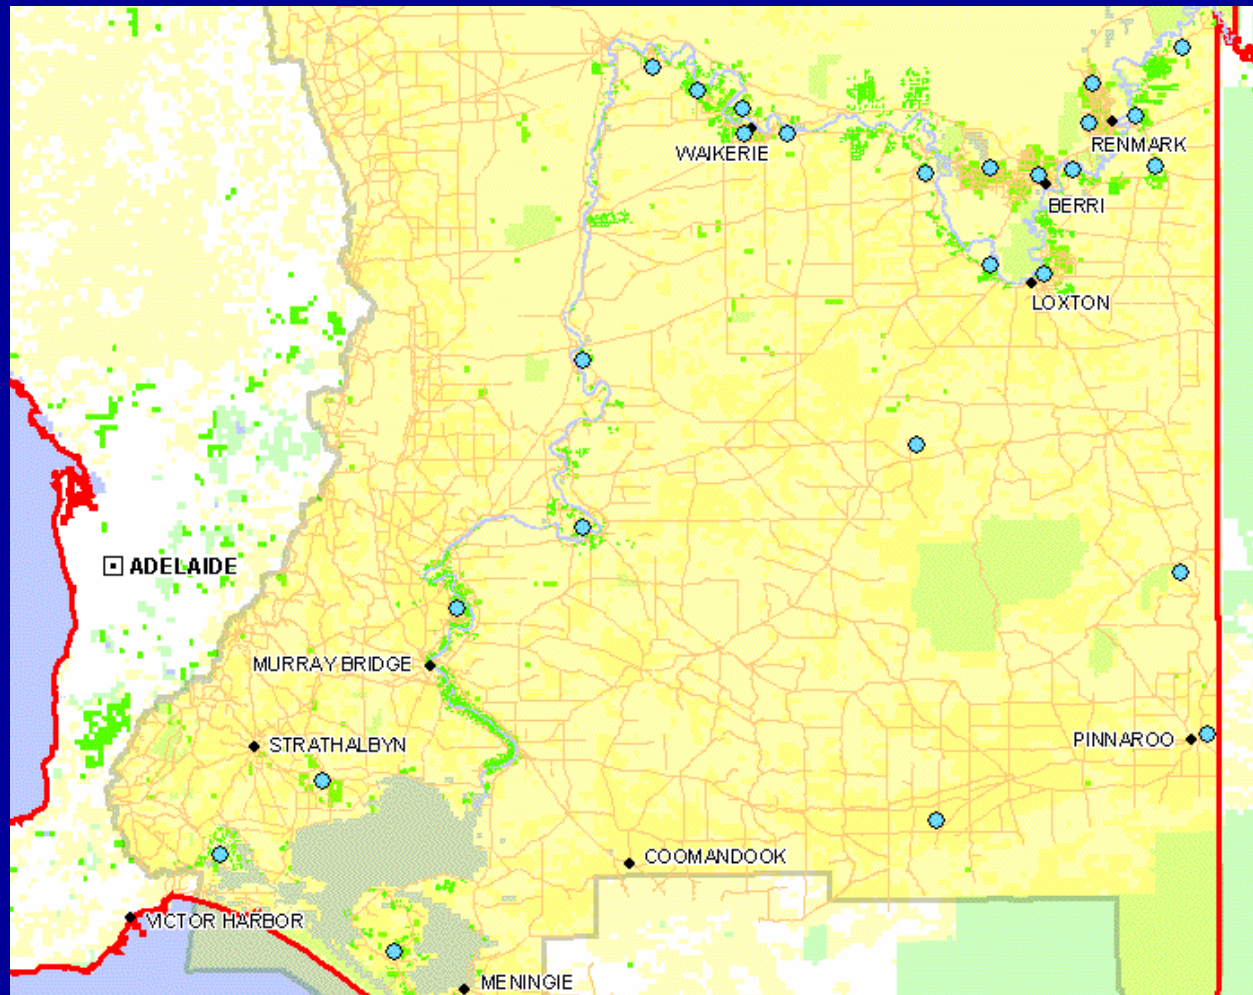 RENMARK
WAIKERIE
BERRI
LOXTON
ADELAIDE
MURRAY BRIDGE
PINNAROO
STRATHALBYN
COOMANDOOK
VICTOR HARBOR
MENINGIE